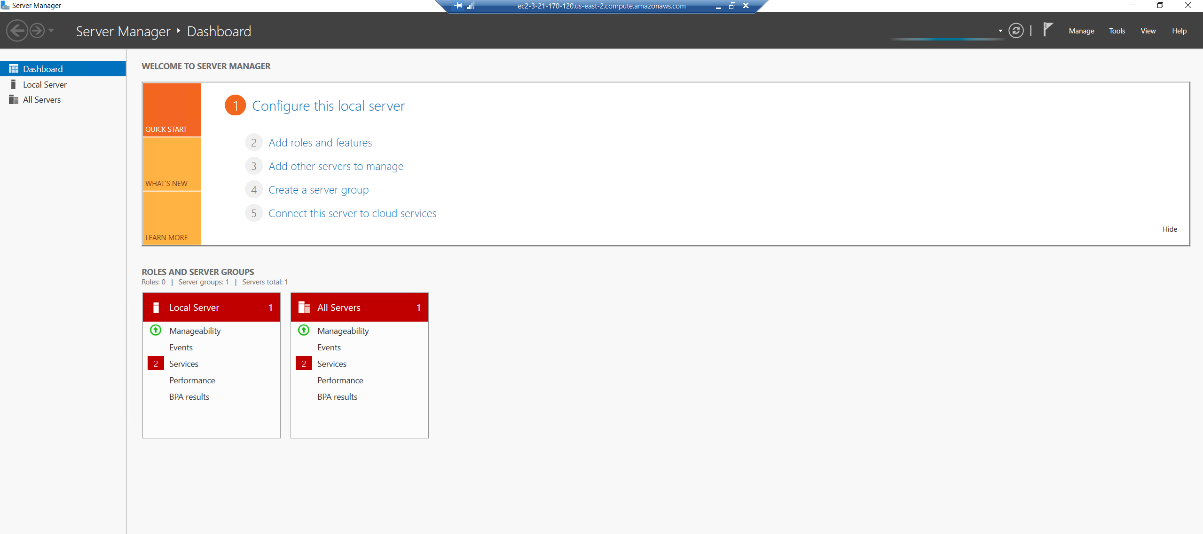 Server Manager
ec2-3-21-170-120.us-east-2.compute.amazonaws.com
Server Manager ‣ Dashboard
Manage Tools View Help
Dashboard
Local Server
All Servers
WELCOME TO SERVER MANAGER
QUICK START
WHAT'S NEW
LEARN MORE
1 Configure this local server
2 Add roles and features
3 Add other servers to manage
4 Create a server group
5 Connect this server to cloud services
Hide
ROLES AND SERVER GROUPS
Roles: 0 | Server groups: 1 | Servers total: 1
Local Server 1
Manageability
Events
2 Services
Performance
BPA results
All Servers 1
Manageability
Events
2 Services
Performance
BPA results